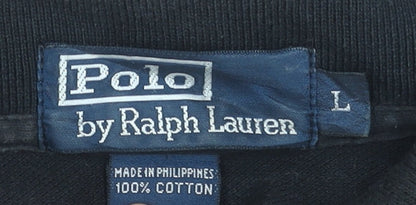 Polo
by Ralph Lauren
L
MADE IN PHILIPPINES
100% COTTON